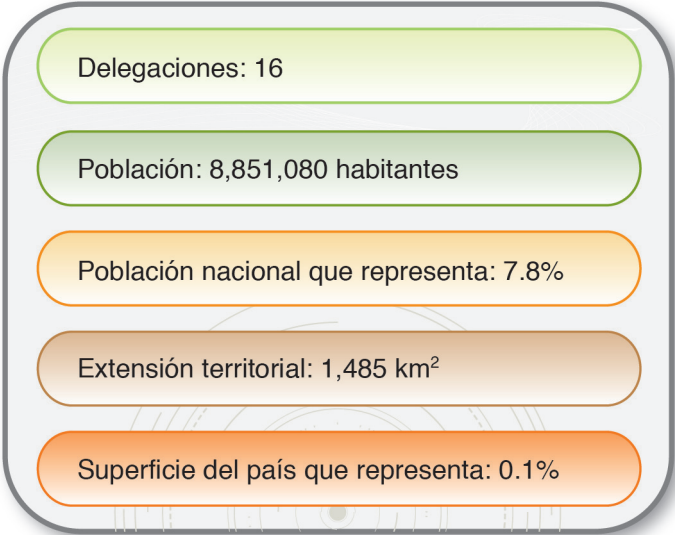 Delegaciones: 16
Población: 8,851,080 habitantes
Población nacional que representa: 7.8%
Extensión territorial: 1,485 km²
Superficie del país que representa: 0.1%